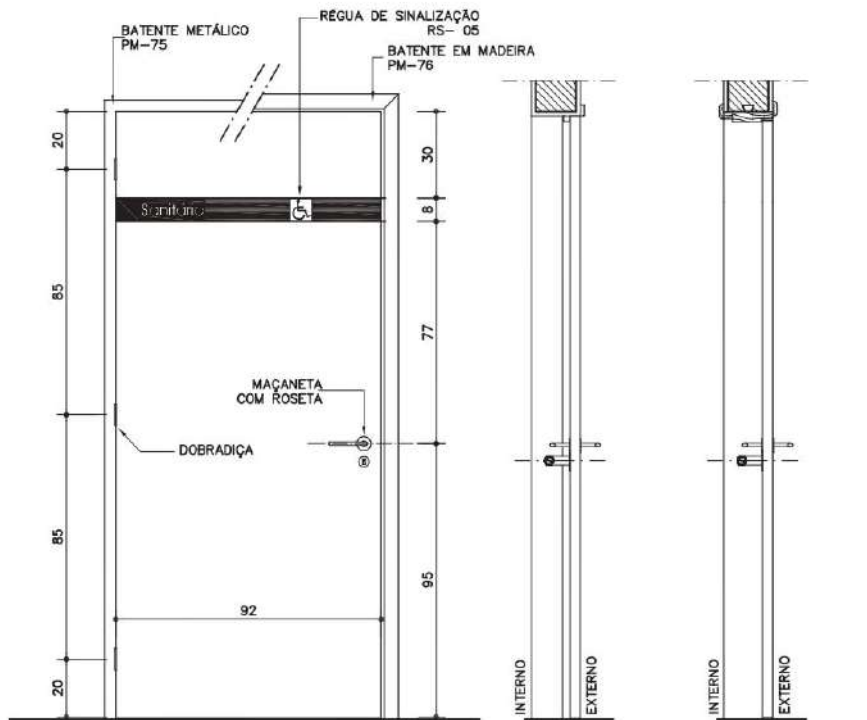 RÉGUA DE SINALIZAÇÃO
RS- 05
BATENTE METÁLICO
PM-75
BATENTE EM MADEIRA
PM-76
20
30
Sanitário
8
85
77
MAÇANETA
COM ROSETA
DOBRADIÇA
85
95
92
20
INTERNO
EXTERNO
INTERNO
EXTERNO